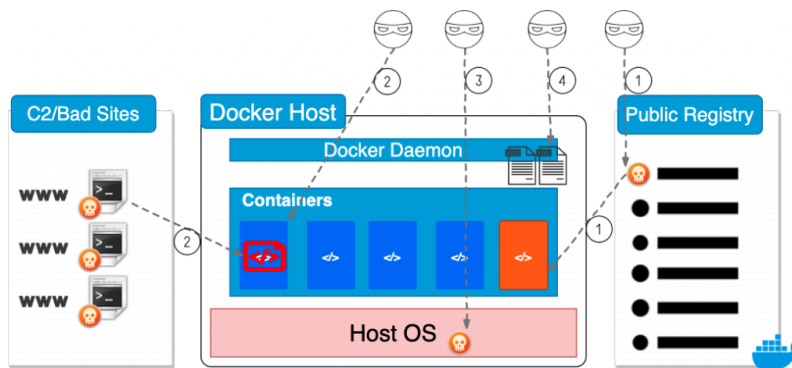 2
3
4
1
C2/Bad Sites
Docker Host
Public Registry
Docker Daemon
Containers
www
>_
2
</>
</>
</>
</>
</>
1
www
>_
www
>_
Host OS